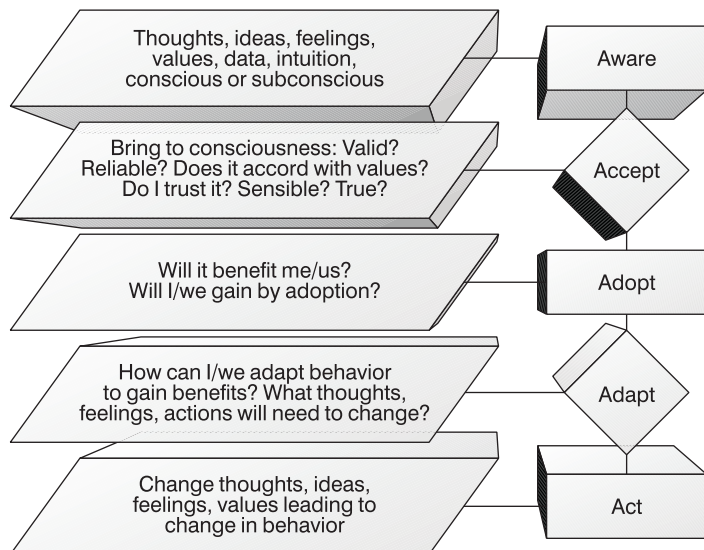 Thoughts, ideas, feelings,
values, data, intuition,
conscious or subconscious
Aware
Bring to consciousness: Valid?
Reliable? Does it accord with values?
Do I trust it? Sensible? True?
Accept
Will it benefit me/us?
Will I/we gain by adoption?
Adopt
How can I/we adapt behavior
to gain benefits? What thoughts,
feelings, actions will need to change?
Adapt
Change thoughts, ideas,
feelings, values leading to
change in behavior
Act